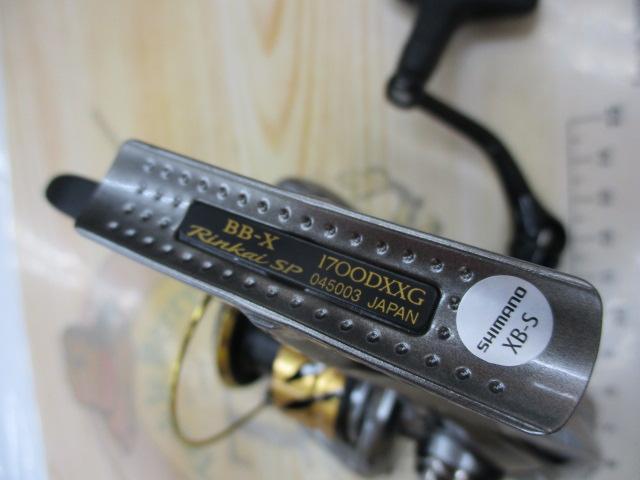 BB-X 1700DXXG
Rinkai SP 045003 JAPAN
SHIMANO
XB-S